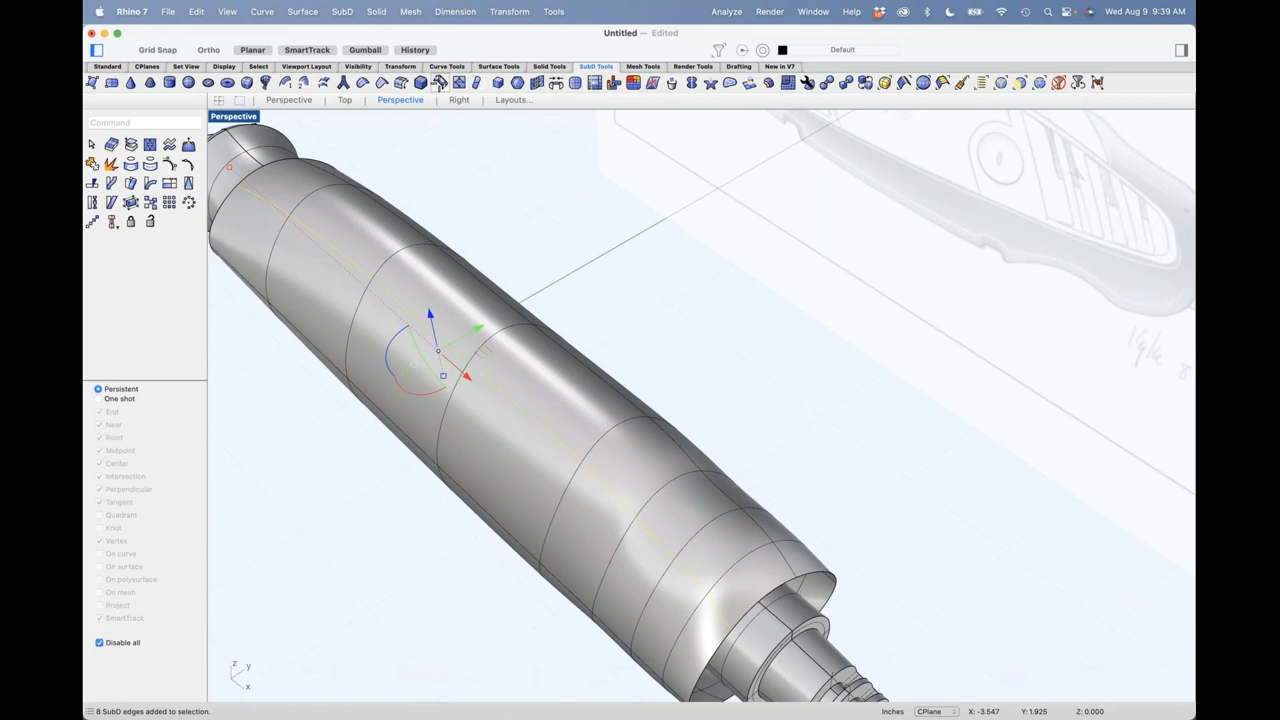 Rhino 7 File Edit View Curve Surface SubD Solid Mesh Dimension Transform Tools Analyze Render Window Help Wed Aug 9 9:39 AM
Untitled — Edited
Grid Snap Ortho Planar SmartTrack Gumball History Default
Standard CPlanes Set View Display Select Viewport Layout Visibility Transform Curve Tools Surface Tools Solid Tools SubD Tools Mesh Tools Render Tools Drafting New in V7
Perspective Top Perspective Right Layouts...
Perspective
Command
Persistent
One shot
End
Near
Point
Midpoint
Center
Intersection
Perpendicular
Tangent
Quadrant
Knot
Vertex
On curve
On surface
On polysurface
On mesh
Project
SmartTrack
Disable all
Kyle
z
y
x
8 SubD edges added to selection. Inches CPlane X: -3.547 Y: 1.925 Z: 0.000